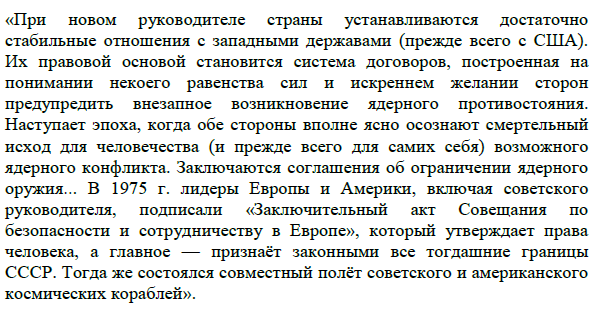 «При новом руководителе страны устанавливаются достаточно
стабильные отношения с западными державами (прежде всего с США).
Их правовой основой становится система договоров, построенная на
понимании некоего равенства сил и искреннем желании сторон
предупредить внезапное возникновение ядерного противостояния.
Наступает эпоха, когда обе стороны вполне ясно осознают смертельный
исход для человечества (и прежде всего для самих себя) возможного
ядерного конфликта. Заключаются соглашения об ограничении ядерного
оружия... В 1975 г. лидеры Европы и Америки, включая советского
руководителя, подписали «Заключительный акт Совещания по
безопасности и сотрудничеству в Европе», который утверждает права
человека, а главное — признаёт законными все тогдашние границы
СССР. Тогда же состоялся совместный полёт советского и американского
космических кораблей».